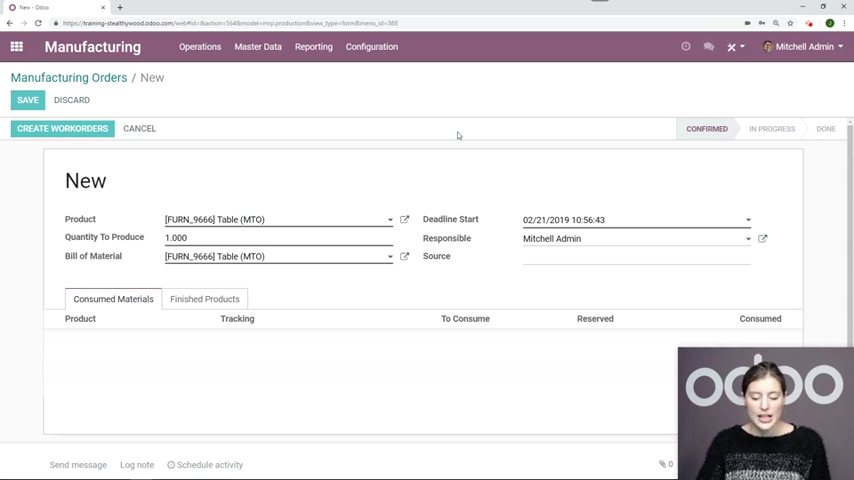 New - Odoo
https://training-stealthywood.odoo.com/web#id=&action=564&model=mrp.production&view_type=form&menu_id=388
Manufacturing Operations Master Data Reporting Configuration Mitchell Admin
Manufacturing Orders / New
SAVE DISCARD
CREATE WORKORDERS CANCEL CONFIRMED IN PROGRESS DONE
New
Product [FURN_9666] Table (MTO) Deadline Start 02/21/2019 10:56:43
Quantity To Produce 1.000 Responsible Mitchell Admin
Bill of Material [FURN_9666] Table (MTO) Source
Consumed Materials Finished Products
Product Tracking To Consume Reserved Consumed
odoo
Send message Log note Schedule activity 0